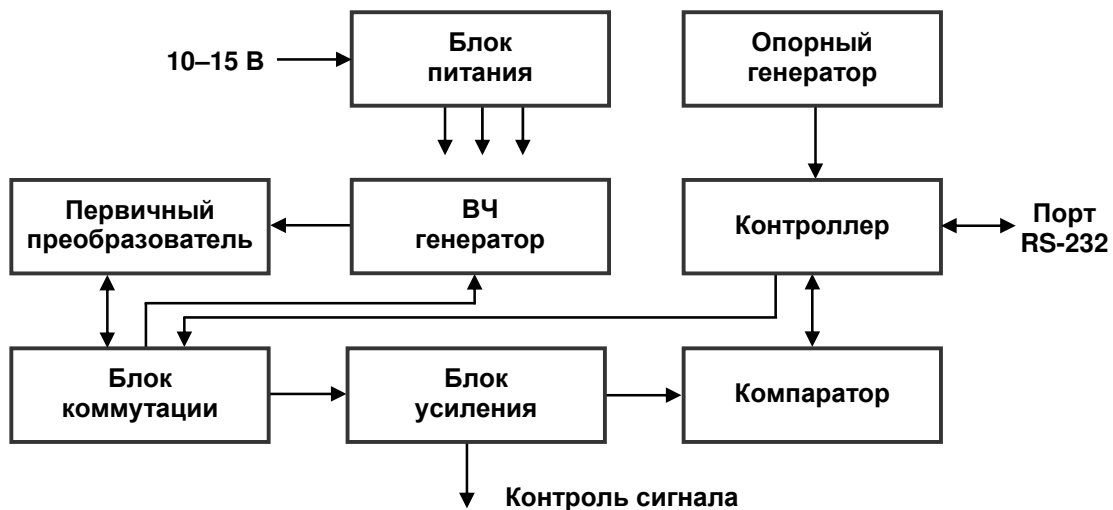 10–15 В
Блок
питания
Опорный
генератор
Первичный
преобразователь
ВЧ
генератор
Контроллер
Порт
RS-232
Блок
коммутации
Блок
усиления
Компаратор
Контроль сигнала